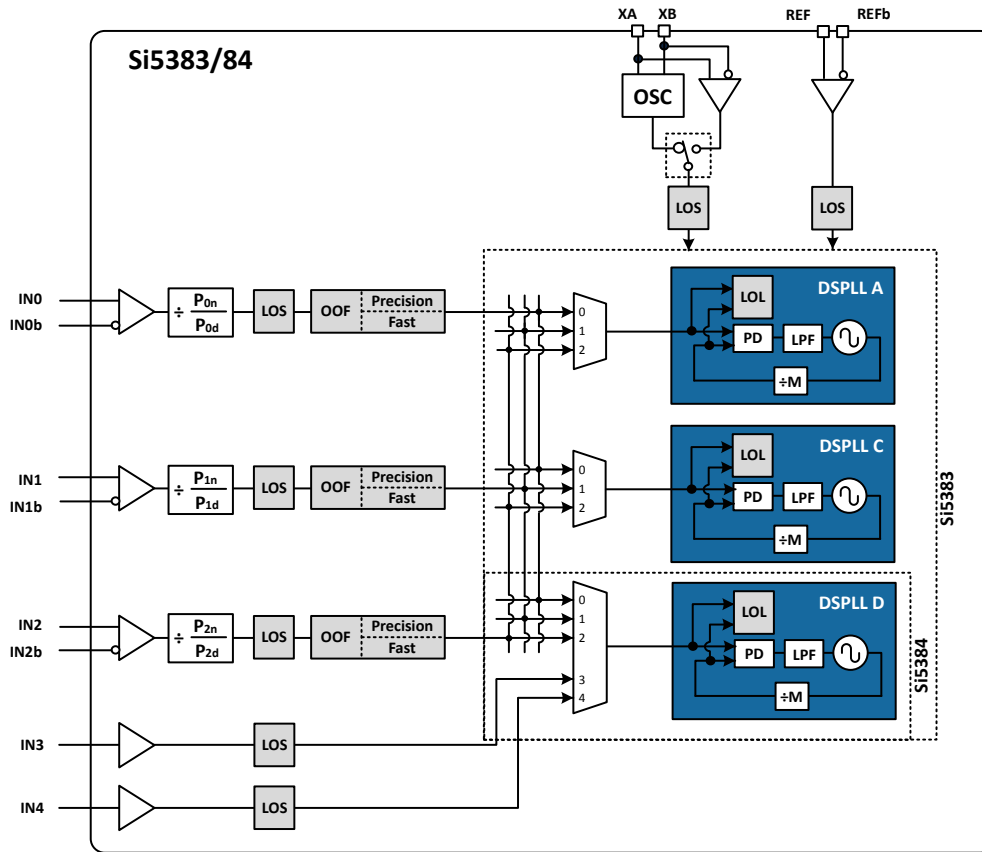 XA XB REF REFb
Si5383/84
OSC
LOS LOS
IN0
IN0b
÷ P0n / P0d
LOS
OOF
Precision
Fast
0
1
2
DSPLL A
LOL
PD
LPF
÷M
IN1
IN1b
÷ P1n / P1d
LOS
OOF
Precision
Fast
0
1
2
DSPLL C
LOL
PD
LPF
÷M
Si5383
IN2
IN2b
÷ P2n / P2d
LOS
OOF
Precision
Fast
0
1
2
3
4
DSPLL D
LOL
PD
LPF
÷M
Si5384
IN3
LOS
IN4
LOS